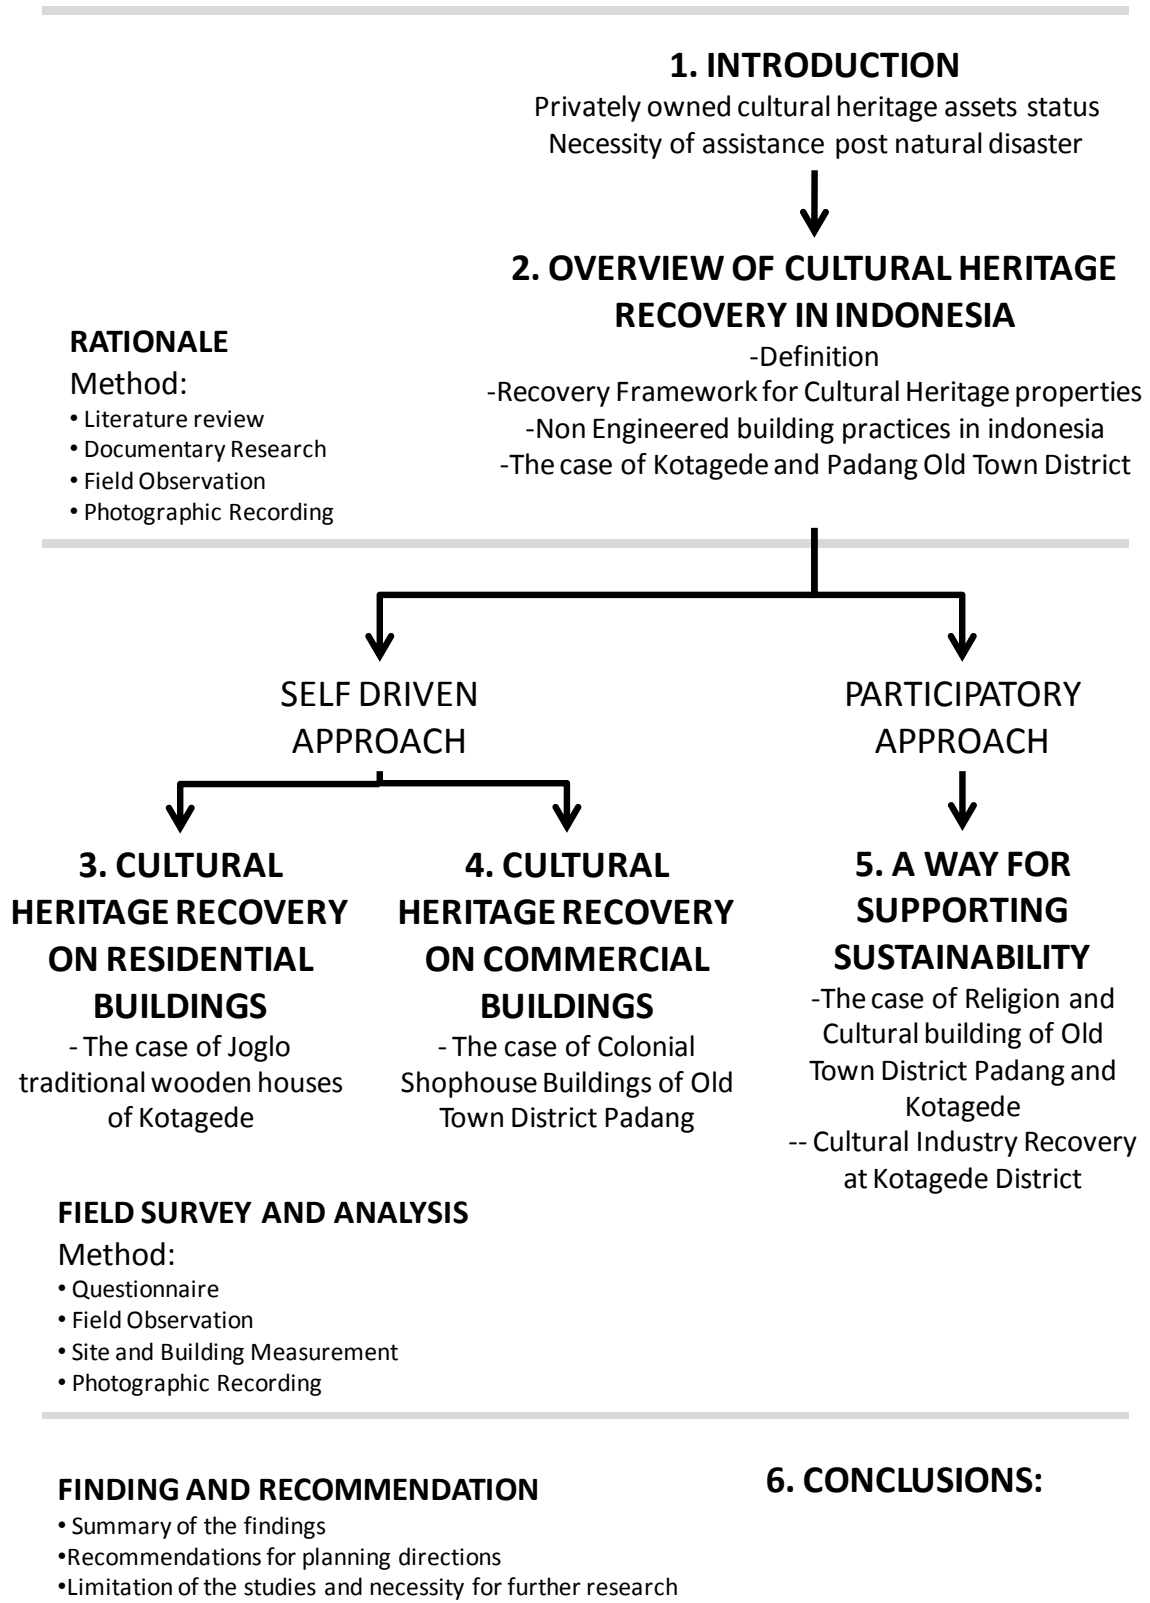 1. INTRODUCTION
Privately owned cultural heritage assets status
Necessity of assistance post natural disaster
2. OVERVIEW OF CULTURAL HERITAGE
RECOVERY IN INDONESIA
-Definition
-Recovery Framework for Cultural Heritage properties
-Non Engineered building practices in indonesia
-The case of Kotagede and Padang Old Town District
RATIONALE
Method:
• Literature review
• Documentary Research
• Field Observation
• Photographic Recording
SELF DRIVEN
APPROACH
PARTICIPATORY
APPROACH
3. CULTURAL
HERITAGE RECOVERY
ON RESIDENTIAL
BUILDINGS
- The case of Joglo
traditional wooden houses
of Kotagede
4. CULTURAL
HERITAGE RECOVERY
ON COMMERCIAL
BUILDINGS
- The case of Colonial
Shophouse Buildings of Old
Town District Padang
5. A WAY FOR
SUPPORTING
SUSTAINABILITY
-The case of Religion and
Cultural building of Old
Town District Padang and
Kotagede
-- Cultural Industry Recovery
at Kotagede District
FIELD SURVEY AND ANALYSIS
Method:
• Questionnaire
• Field Observation
• Site and Building Measurement
• Photographic Recording
FINDING AND RECOMMENDATION
• Summary of the findings
•Recommendations for planning directions
•Limitation of the studies and necessity for further research
6. CONCLUSIONS: